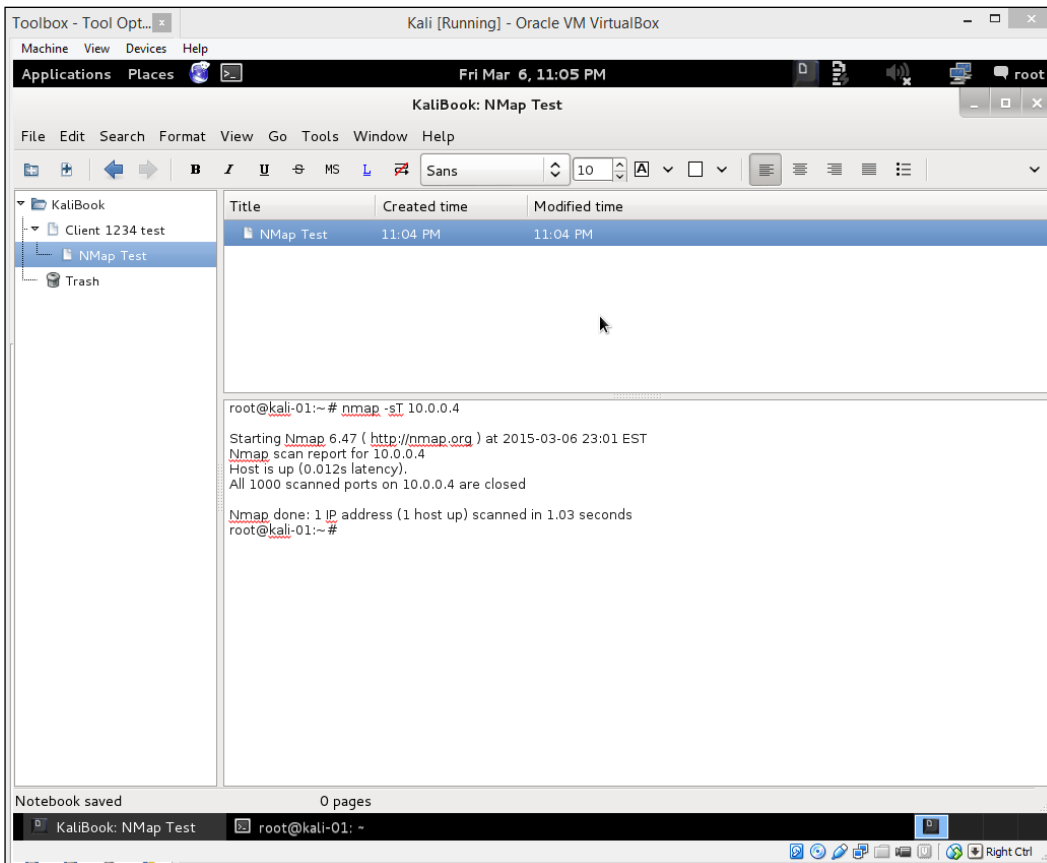 Toolbox - Tool Opt... x
Kali [Running] - Oracle VM VirtualBox
Machine View Devices Help
Applications Places
Fri Mar 6, 11:05 PM
root
KaliBook: NMap Test
File Edit Search Format View Go Tools Window Help
B I U S MS L Sans 10 A
KaliBook
Client 1234 test
NMap Test
Trash
Title Created time Modified time
NMap Test 11:04 PM 11:04 PM
root@kali-01:~# nmap -sT 10.0.0.4
Starting Nmap 6.47 ( http://nmap.org ) at 2015-03-06 23:01 EST
Nmap scan report for 10.0.0.4
Host is up (0.012s latency).
All 1000 scanned ports on 10.0.0.4 are closed
Nmap done: 1 IP address (1 host up) scanned in 1.03 seconds
root@kali-01:~#
Notebook saved 0 pages
KaliBook: NMap Test root@kali-01: ~
Right Ctrl